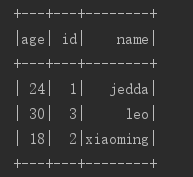 +---+---+--------+
|age| id|    name|
+---+---+--------+
| 24|  1|   jedda|
| 30|  3|     leo|
| 18|  2|xiaoming|
+---+---+--------+